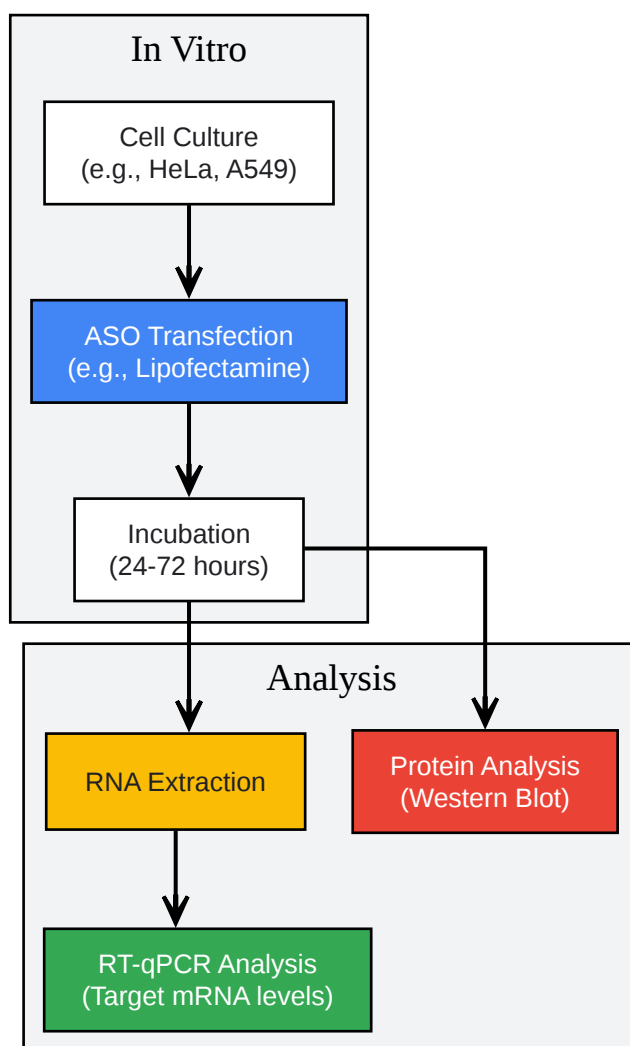 In Vitro
Cell Culture
(e.g., HeLa, A549)
ASO Transfection
(e.g., Lipofectamine)
Incubation
(24-72 hours)
Analysis
RNA Extraction
Protein Analysis
(Western Blot)
RT-qPCR Analysis
(Target mRNA levels)